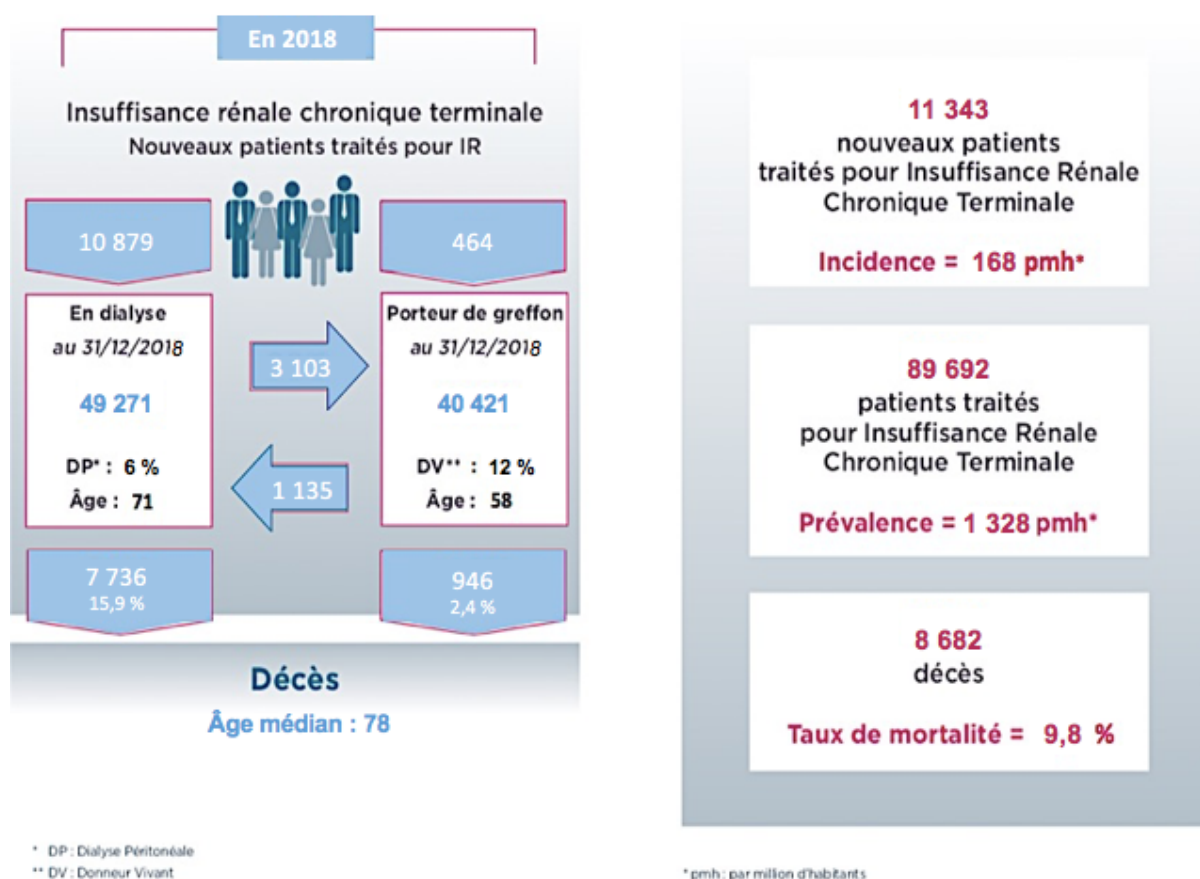 En 2018
Insuffisance rénale chronique terminale
Nouveaux patients traités pour IR
10 879
464
En dialyse
au 31/12/2018
49 271
DP* : 6 %
Âge : 71
3 103
1 135
Porteur de greffon
au 31/12/2018
40 421
DV** : 12 %
Âge : 58
7 736
15,9 %
946
2,4 %
Décès
Âge médian : 78
* DP : Dialyse Péritonéale
** DV : Donneur Vivant
11 343
nouveaux patients
traités pour Insuffisance Rénale
Chronique Terminale
Incidence = 168 pmh*
89 692
patients traités
pour Insuffisance Rénale
Chronique Terminale
Prévalence = 1 328 pmh*
8 682
décès
Taux de mortalité = 9,8 %
* pmh : par million d'habitants